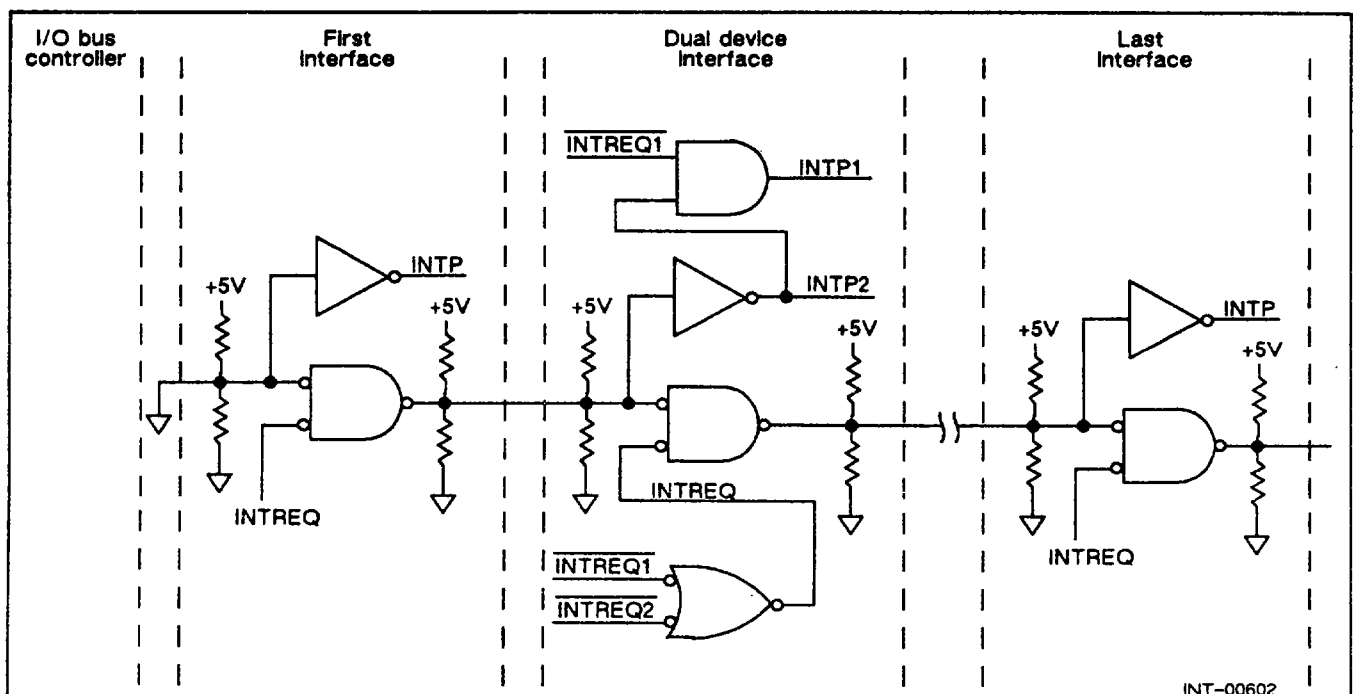 I/O bus
controller
First
Interface
Dual device
Interface
Last
Interface
INTREQ1
INTP1
INTP
INTP2
INTP
+5V
+5V
+5V
+5V
+5V
+5V
INTREQ
INTREQ
INTREQ
INTREQ1
INTREQ2
INT-00602